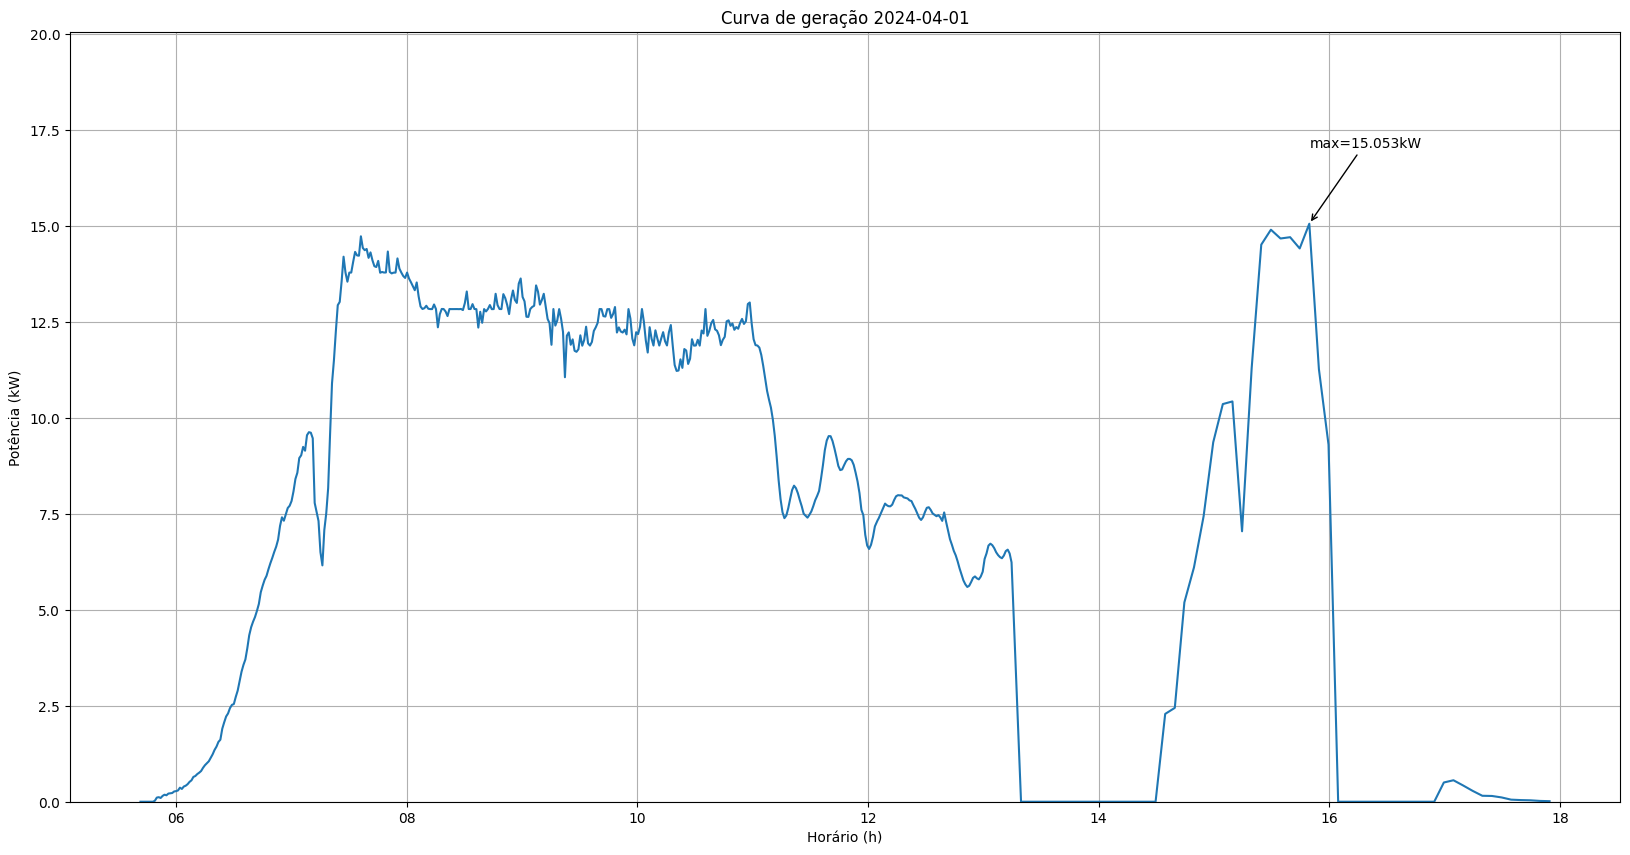 Curva de geração 2024-04-01
20.0
17.5
max=15.053kW
15.0
12.5
10.0
Potência (kW)
7.5
5.0
2.5
0.0
06 08 10 12 14 16 18
Horário (h)